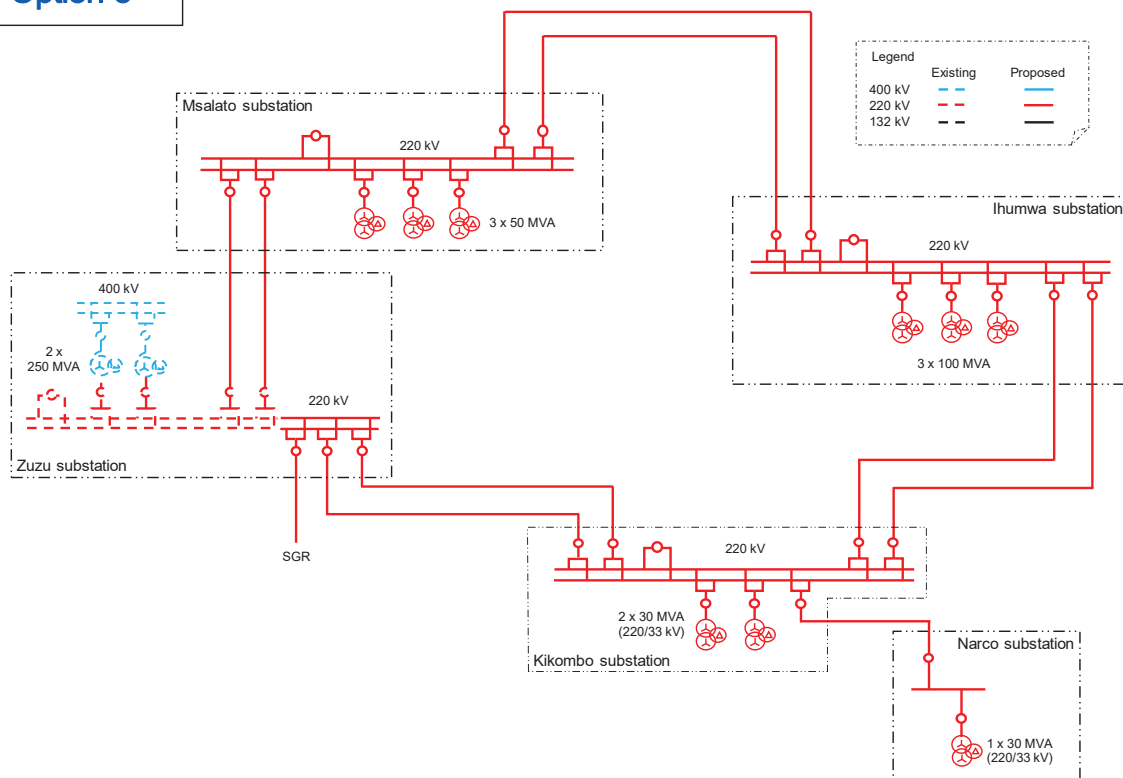 Legend
Existing Proposed
400 kV
220 kV
132 kV
Msalato substation
220 kV
3 x 50 MVA
Ihumwa substation
220 kV
3 x 100 MVA
400 kV
2 x
250 MVA
220 kV
Zuzu substation
SGR
220 kV
2 x 30 MVA
(220/33 kV)
Kikombo substation
Narco substation
1 x 30 MVA
(220/33 kV)